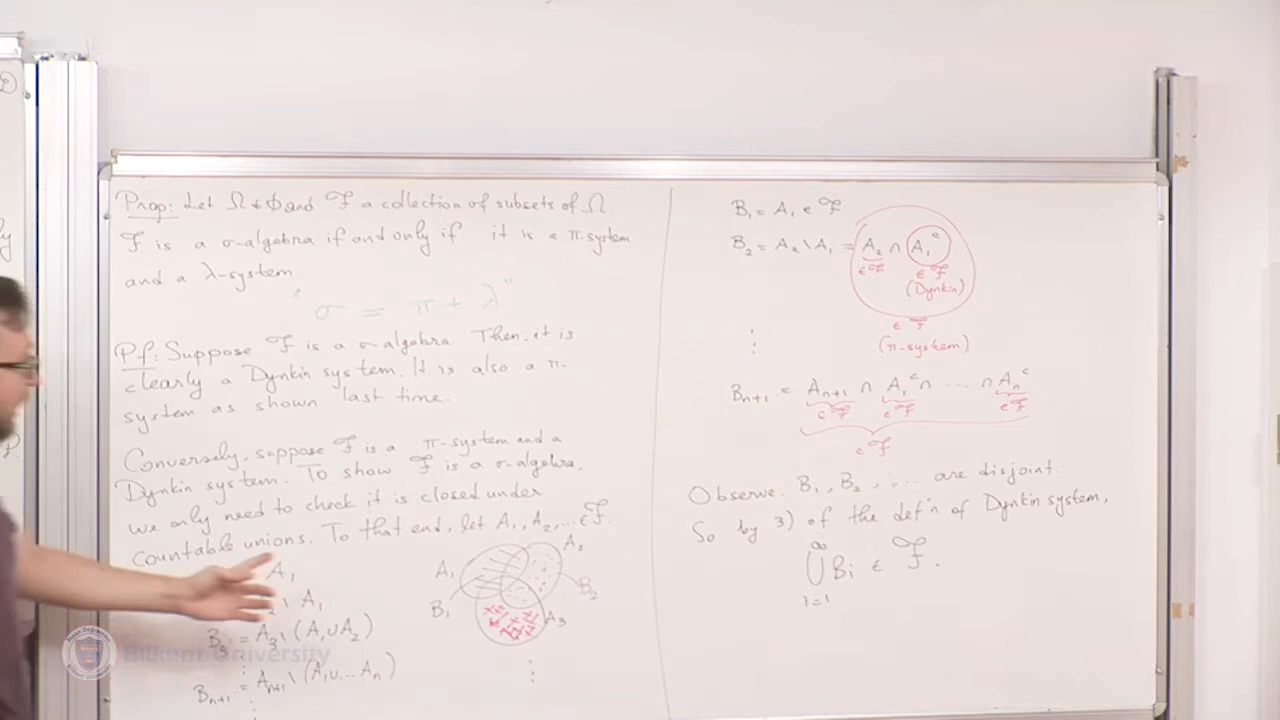 Prop: Let Ω ≠ Φ and ℱ a collection of subsets of Ω
ℱ is a σ-algebra if and only if it is a π-system
and a λ-system
"σ = π + λ"
Pf: Suppose ℱ is a σ-algebra. Then, it is
clearly a Dynkin system. It is also a π-
system as shown last time.
Conversely, suppose ℱ is a π-system and a
Dynkin system. To show ℱ is a σ-algebra,
we only need to check it is closed under
countable unions. To that end, let A₁, A₂, ... ∈ ℱ.
A₁
\ A₁
B₃ = A₃ \ (A₁ ∪ A₂)
⋮
Bₙ₊₁ = Aₙ₊₁ \ (A₁ ∪ ... Aₙ)
⋮
A₁
A₂
B₁
B₂
A₃
⋮
B₁ = A₁ ∈ ℱ
B₂ = A₂ \ A₁ = A₂ ∩ A₁ᶜ
∈ ℱ ∈ ℱ
(Dynkin)
∈ ℱ
(π-system)
⋮
Bₙ₊₁ = Aₙ₊₁ ∩ A₁ᶜ ∩ ... ∩ Aₙᶜ
∈ ℱ ∈ ℱ ∈ ℱ
∈ ℱ
Observe. B₁, B₂, ... are disjoint.
So by 3) of the def'n of Dynkin system,
∞
⋃ Bi ∈ ℱ.
i=1
Bilkent University